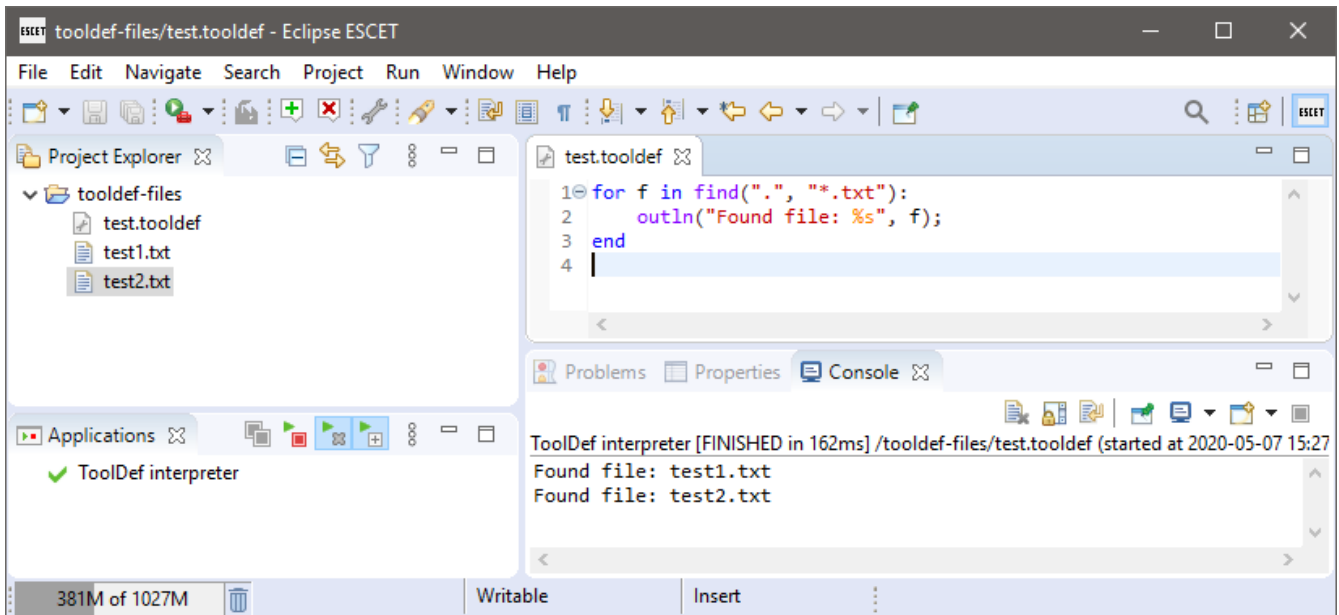 ESCET tooldef-files/test.tooldef - Eclipse ESCET
File Edit Navigate Search Project Run Window Help
ESCET
Project Explorer
tooldef-files
test.tooldef
test1.txt
test2.txt
test.tooldef
1 for f in find(".", "*.txt"):
2     outln("Found file: %s", f);
3 end
4
Problems Properties Console
ToolDef interpreter [FINISHED in 162ms] /tooldef-files/test.tooldef (started at 2020-05-07 15:27
Found file: test1.txt
Found file: test2.txt
Applications
ToolDef interpreter
381M of 1027M Writable Insert